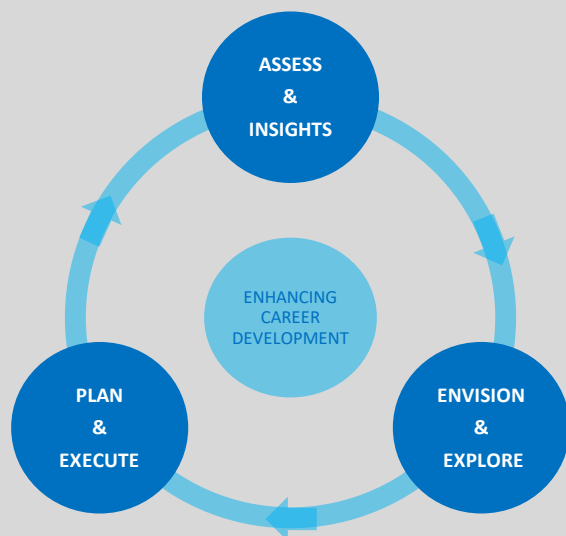 ASSESS
&
INSIGHTS
ENHANCING
CAREER
DEVELOPMENT
PLAN
&
EXECUTE
ENVISION
&
EXPLORE